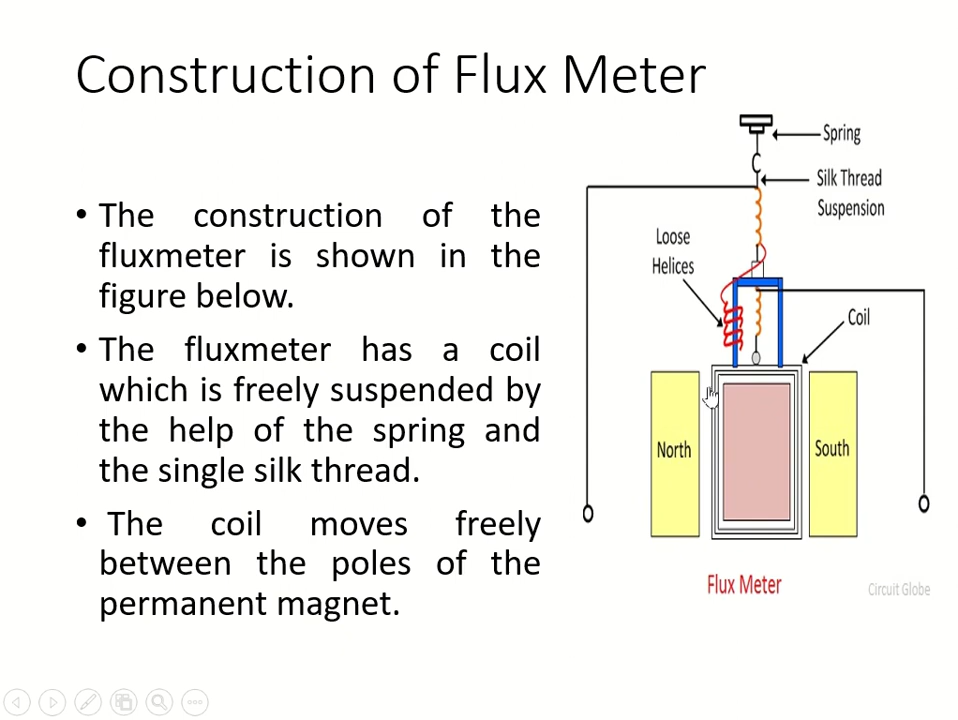 Construction of Flux Meter
• The construction of the
fluxmeter is shown in the
figure below.
• The fluxmeter has a coil
which is freely suspended by
the help of the spring and
the single silk thread.
• The coil moves freely
between the poles of the
permanent magnet.
Spring
Silk Thread
Suspension
Loose
Helices
Coil
North
South
Flux Meter
Circuit Globe